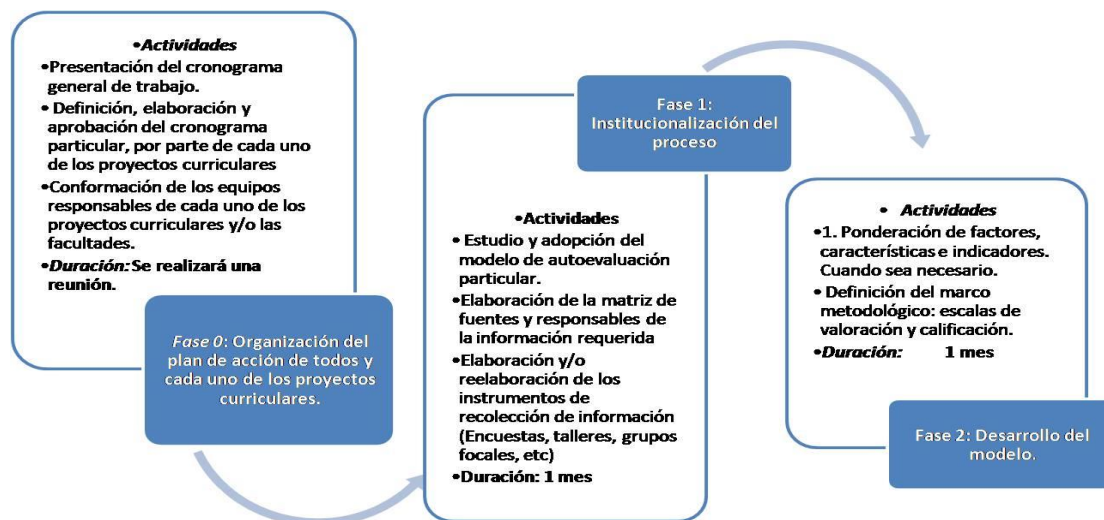 •Actividades
•Presentación del cronograma
general de trabajo.
• Definición, elaboración y
aprobación del cronograma
particular, por parte de cada uno
de los proyectos curriculares
•Conformación de los equipos
responsables de cada uno de los
proyectos curriculares y/o las
facultades.
•Duración: Se realizará una
reunión.
Fase 0: Organización del
plan de acción de todos y
cada uno de los proyectos
curriculares.
Fase 1:
Institucionalización del
proceso
•Actividades
• Estudio y adopción del
modelo de autoevaluación
particular.
•Elaboración de la matriz de
fuentes y responsables de
la información requerida
•Elaboración y/o
reelaboración de los
instrumentos de
recolección de información
(Encuestas, talleres, grupos
focales, etc)
•Duración: 1 mes
• Actividades
•1. Ponderación de factores,
características e indicadores.
Cuando sea necesario.
• Definición del marco
metodológico: escalas de
valoración y calificación.
•Duración: 1 mes
Fase 2: Desarrollo del
modelo.